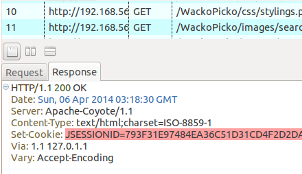 10 http://192.168.56 GET /WackoPicko/css/stylings.p
11 http://192.168.56 GET /WackoPicko/images/sear
Request Response
HTTP/1.1 200 OK
Date: Sun, 06 Apr 2014 03:18:30 GMT
Server: Apache-Coyote/1.1
Content-Type: text/html;charset=ISO-8859-1
Set-Cookie: JSESSIONID=793F31E97484EA36C51D31CD4F2D2DA
Via: 1.1 127.0.1.1
Vary: Accept-Encoding